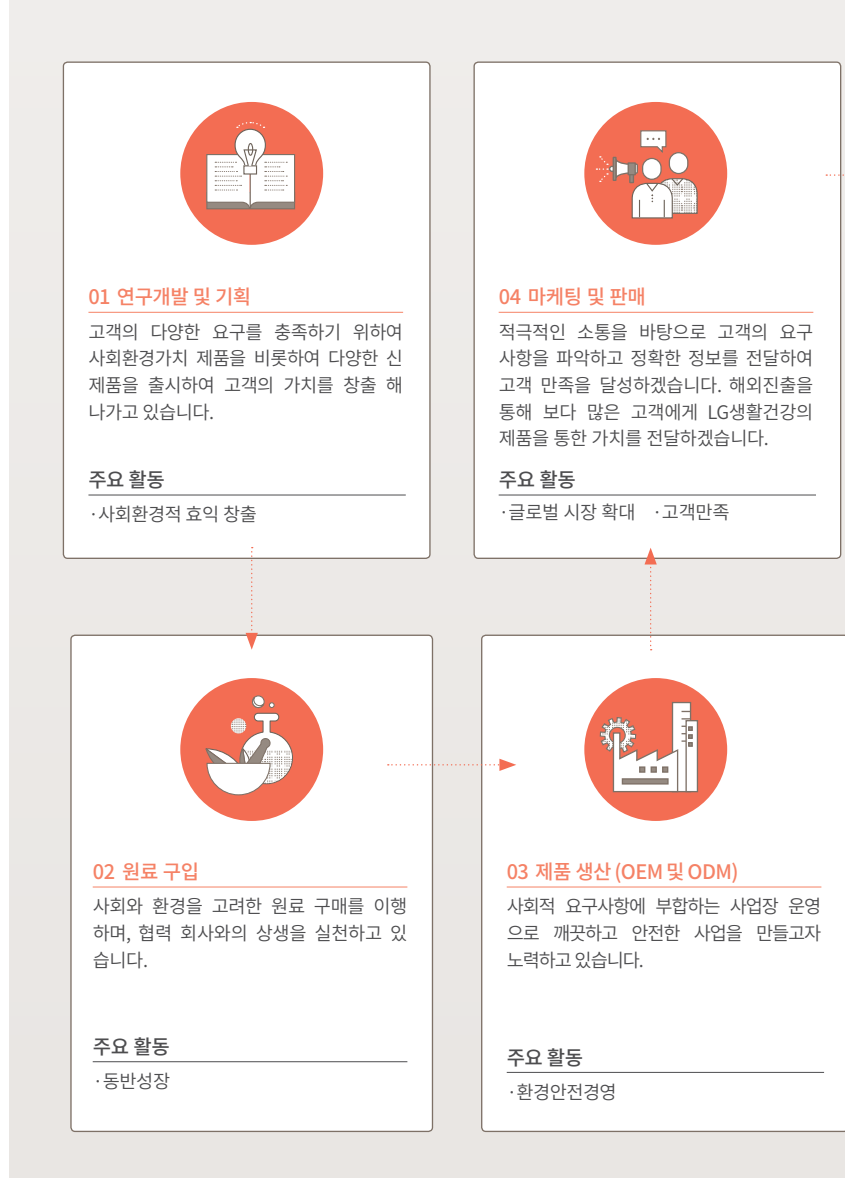 01 연구개발 및 기획
고객의 다양한 요구를 충족하기 위하여
사회환경가치 제품을 비롯하여 다양한 신
제품을 출시하여 고객의 가치를 창출 해
나가고 있습니다.
주요 활동
·사회환경적 효익 창출
02 원료 구입
사회와 환경을 고려한 원료 구매를 이행
하며, 협력 회사와의 상생을 실천하고 있
습니다.
주요 활동
·동반성장
03 제품 생산 (OEM 및 ODM)
사회적 요구사항에 부합하는 사업장 운영
으로 깨끗하고 안전한 사업을 만들고자
노력하고 있습니다.
주요 활동
·환경안전경영
04 마케팅 및 판매
적극적인 소통을 바탕으로 고객의 요구
사항을 파악하고 정확한 정보를 전달하여
고객 만족을 달성하겠습니다. 해외진출을
통해 보다 많은 고객에게 LG생활건강의
제품을 통한 가치를 전달하겠습니다.
주요 활동
·글로벌 시장 확대 ·고객만족